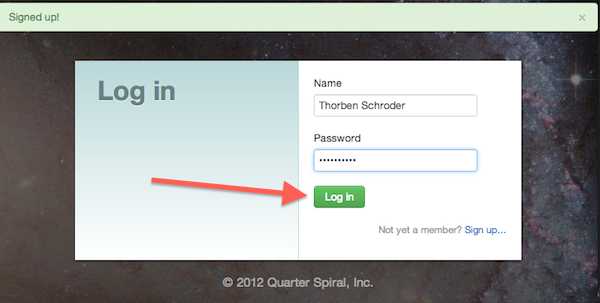 Signed up!
×
Log in
Name
Thorben Schroder
Password
••••••••••
Log In
Not yet a member? Sign up...
© 2012 Quarter Spiral, Inc.